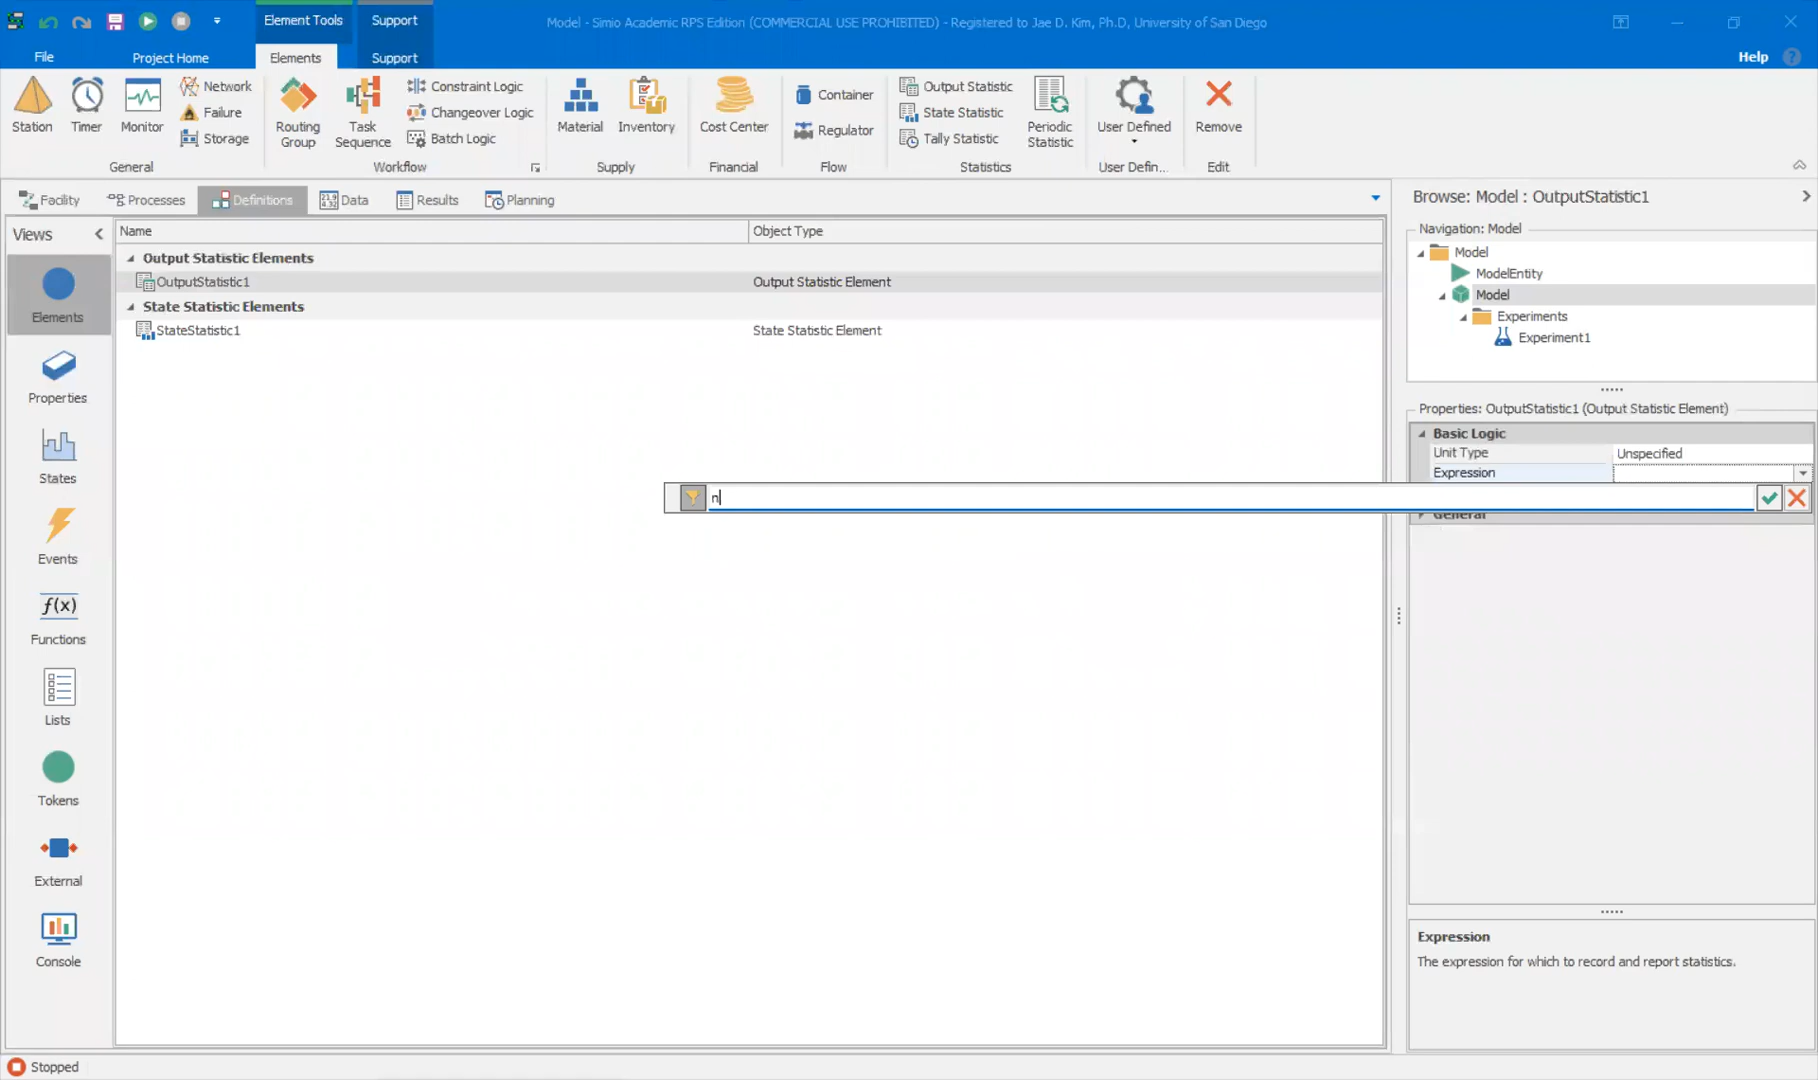 Element Tools
Support
Model - Simio Academic RPS Edition (COMMERCIAL USE PROHIBITED) - Registered to Jae D. Kim, Ph.D, University of San Diego
File
Project Home
Elements
Support
Help
Station
Timer
Monitor
Network
Failure
Storage
General
Routing Group
Task Sequence
Constraint Logic
Changeover Logic
Batch Logic
Workflow
Material
Inventory
Supply
Cost Center
Financial
Container
Regulator
Flow
Output Statistic
State Statistic
Tally Statistic
Periodic Statistic
Statistics
User Defined
User Defin...
Remove
Edit
Facility
Processes
Definitions
Data
Results
Planning
Views
Elements
Properties
States
Events
f(x)
Functions
Lists
Tokens
External
Console
Name
Object Type
Output Statistic Elements
OutputStatistic1
Output Statistic Element
State Statistic Elements
StateStatistic1
State Statistic Element
n
Browse: Model : OutputStatistic1
Navigation: Model
Model
ModelEntity
Model
Experiments
Experiment1
Properties: OutputStatistic1 (Output Statistic Element)
Basic Logic
Unit Type
Unspecified
Expression
General
Expression
The expression for which to record and report statistics.
Stopped